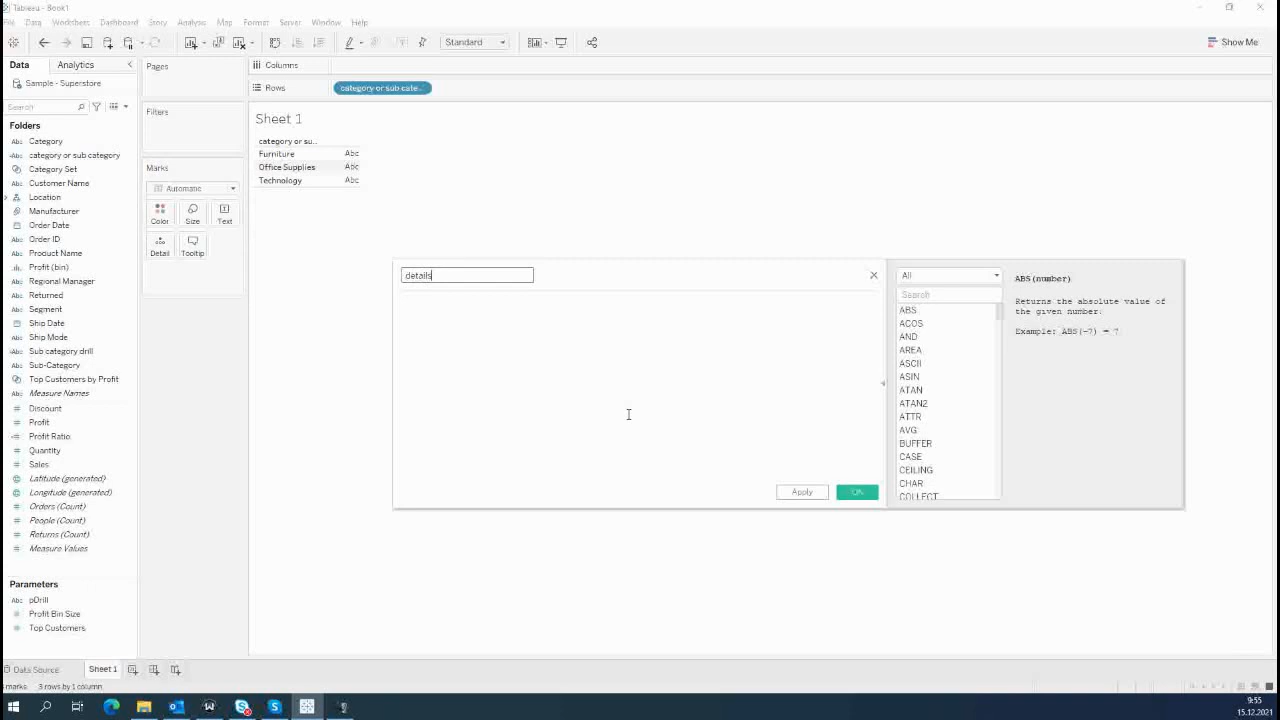 Tableau - Book1
File Data Worksheets Dashboard Story Analysis Map Format Server Window Help
Standard
Show Me
Data Analytics
Sample - Superstore
Search
Folders
Category
category or sub category
Category Set
Customer Name
Location
Manufacturer
Order Date
Order ID
Product Name
Profit (bin)
Regional Manager
Returned
Segment
Ship Date
Ship Mode
Sub category drill
Sub-Category
Top Customers by Profit
Measure Names
Discount
Profit
Profit Ratio
Quantity
Sales
Latitude (generated)
Longitude (generated)
Orders (Count)
People (Count)
Returns (Count)
Measure Values
Parameters
pDrill
Profit Bin Size
Top Customers
Pages
Filters
Marks
Automatic
Color Size Text
Detail Tooltip
Columns
Rows category or sub cate..
Sheet 1
category or su..
Furniture Abc
Office Supplies Abc
Technology Abc
details
Apply OK
All
Search
ABS
ACOS
AND
AREA
ASCII
ASIN
ATAN
ATAN2
ATTR
AVG
BUFFER
CASE
CEILING
CHAR
COLLECT
ABS(number)
Returns the absolute value of
the given number.
Example: ABS(-7) = 7
Data Source Sheet 1
marks 3 rows by 1 column
9:55
15.12.2021